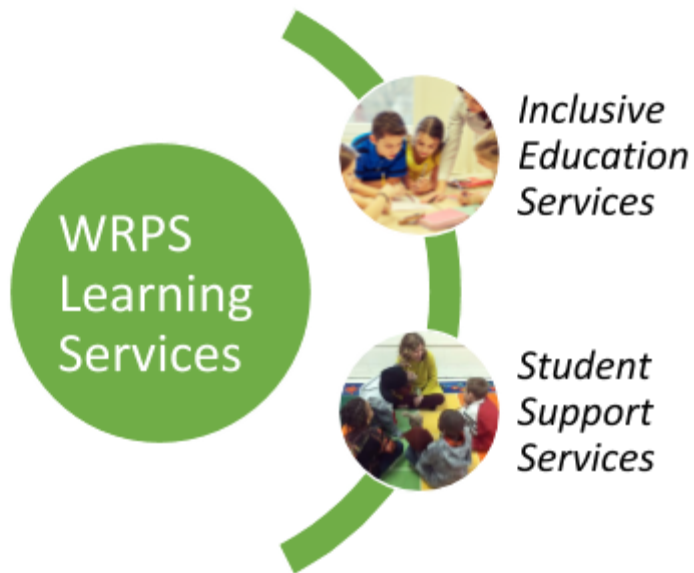 WRPS
Learning
Services
Inclusive
Education
Services
Student
Support
Services